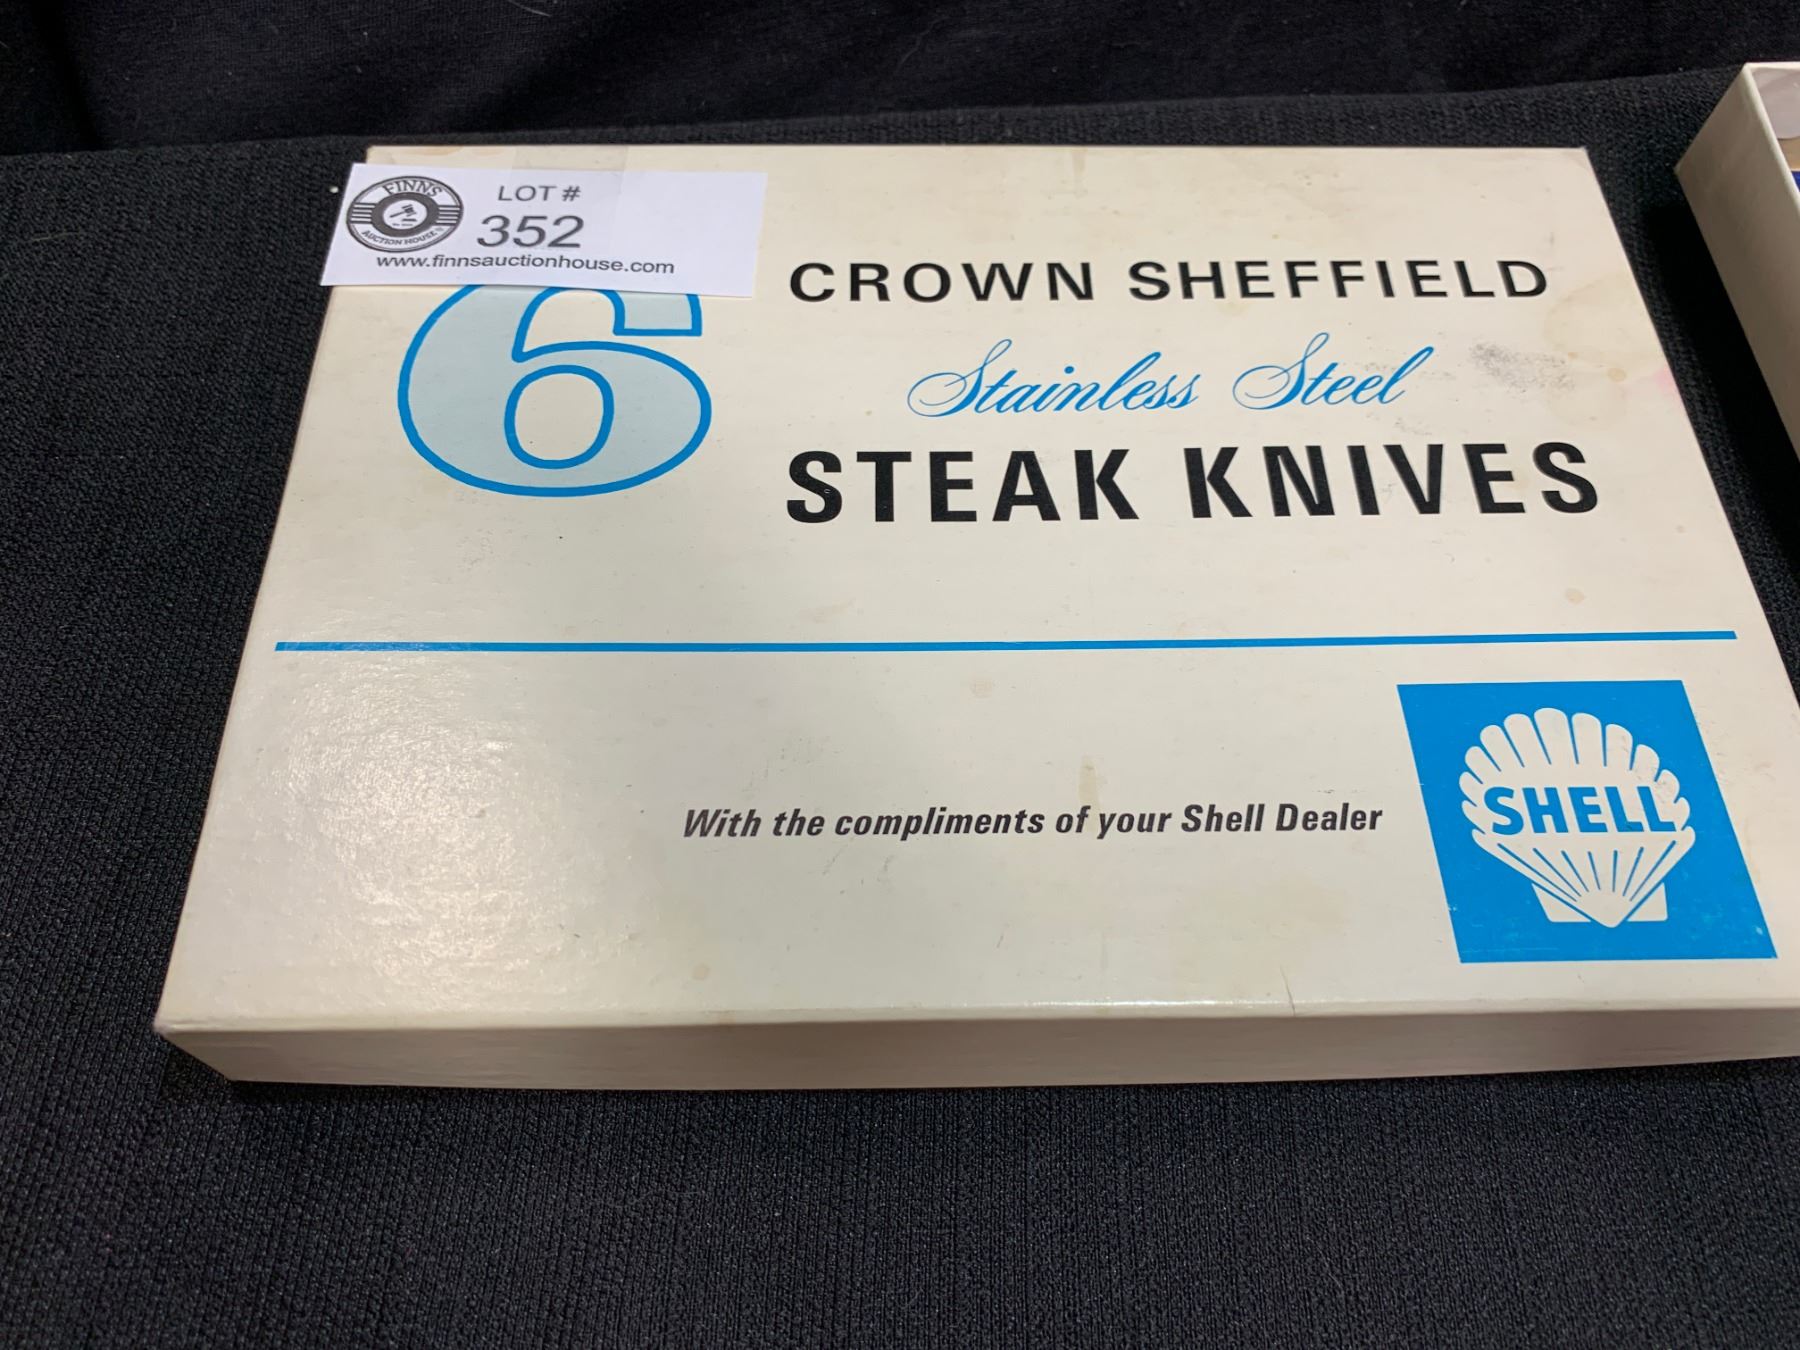 FINNS
AUCTION HOUSE
LOT #
352
www.finnsauctionhouse.com
6
CROWN SHEFFIELD
Stainless Steel
STEAK KNIVES
With the compliments of your Shell Dealer
SHELL